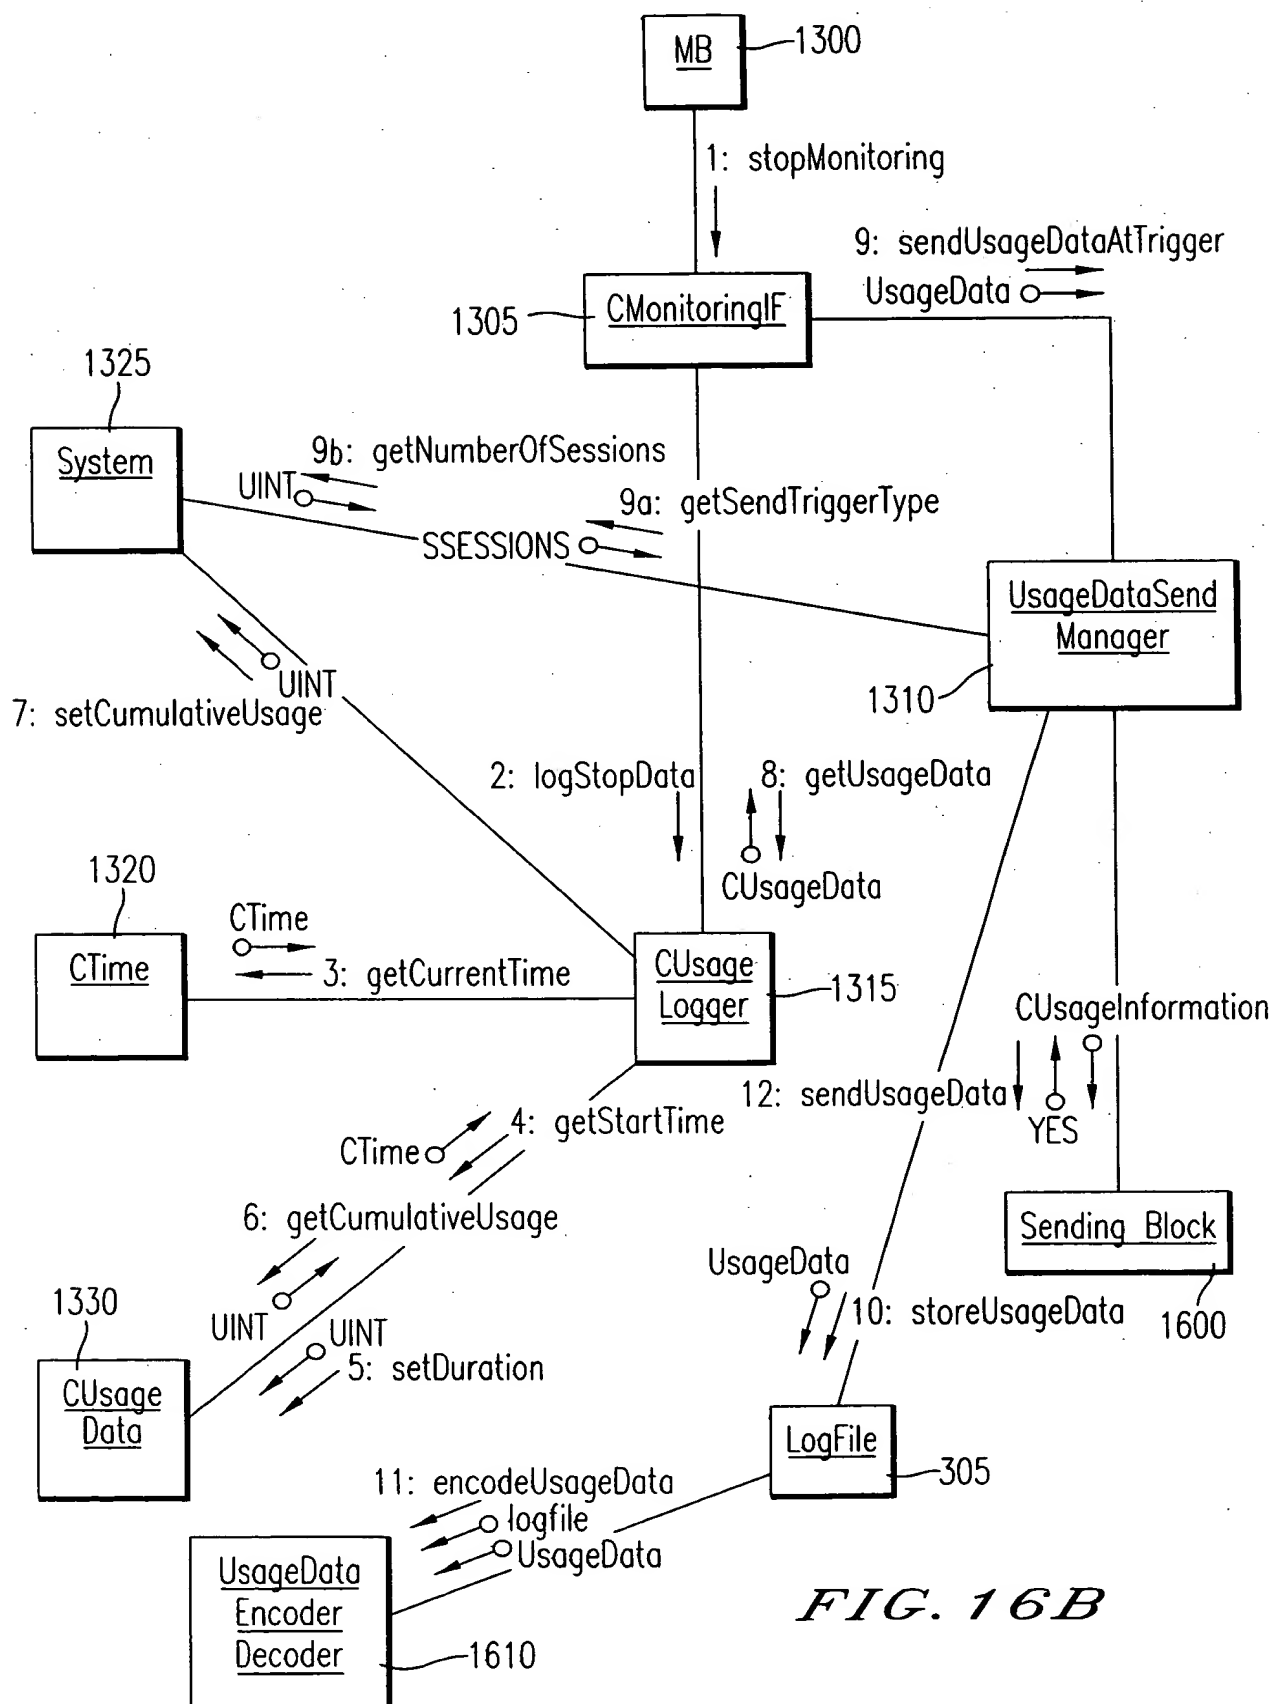 MB
1300
1: stopMonitoring
9: sendUsageDataAtTrigger
UsageData
CMonitoringIF
1305
1325
System
9b: getNumberOfSessions
UINT
9a: getSendTriggerType
SSESSIONS
UsageDataSend
Manager
1310
UINT
7: setCumulativeUsage
2: logStopData
8: getUsageData
CUsageData
1320
CTime
CTime
3: getCurrentTime
CUsage
Logger
1315
CUsageInformation
12: sendUsageData
YES
4: getStartTime
CTime
6: getCumulativeUsage
Sending Block
1600
UsageData
10: storeUsageData
1330
UINT
UINT
5: setDuration
CUsage
Data
LogFile
305
11: encodeUsageData
logfile
UsageData
UsageData
Encoder
Decoder
1610
FIG. 16B